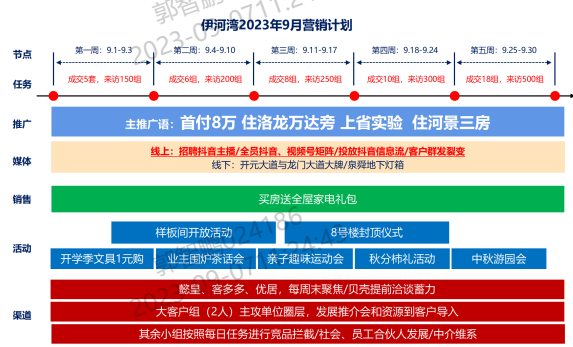 伊河湾2023年9月营销计划
节点
第一周：9.1-9.3
第二周：9.4-9.10
第三周：9.11-9.17
第四周：9.18-9.24
第五周：9.25-9.30
任务
成交5套，来访150组
成交6组，来访200组
成交8组，来访250组
成交10组，来访300组
成交18组，来访500组
推广
主推广语：首付8万 住洛龙万达旁 上省实验 住河景三房
媒体
线上：招聘抖音主播/全员抖音、视频号矩阵/投放抖音信息流/客户群发裂变
线下：开元大道与龙门大道大牌/泉舜地下灯箱
销售
买房送全屋家电礼包
活动
样板间开放活动
8号楼封顶仪式
开学季文具1元购
业主围炉茶话会
亲子趣味运动会
秋分柿礼活动
中秋游园会
渠道
懿皇、客多多、优居，每周末聚焦/贝壳提前洽谈蓄力
大客户组（2人）主攻单位圈层，发展推介会和资源到客户导入
其余小组按照每日任务进行竞品拦截/社会、员工合伙人发展/中介维系
郭智鹏024186